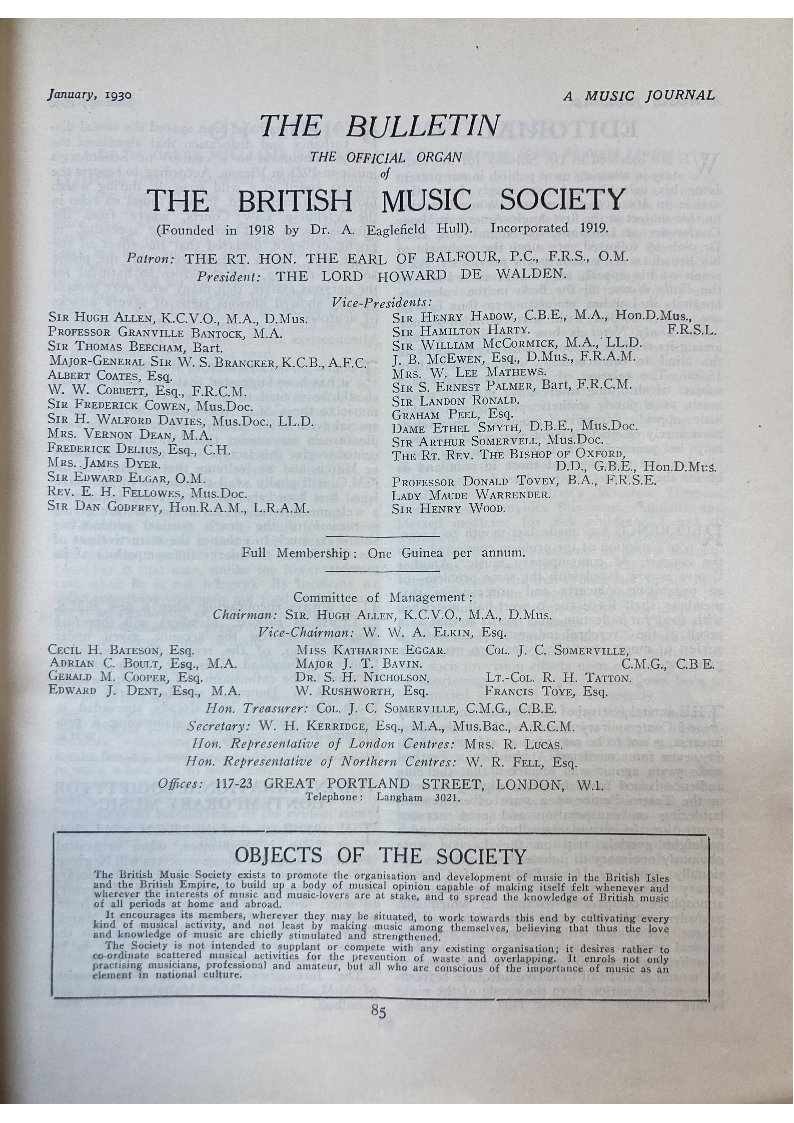 January, 1930
A MUSIC JOURNAL
THE BULLETIN
THE OFFICIAL ORGAN
of
THE BRITISH MUSIC SOCIETY
(Founded in 1918 by Dr. A. Eaglefield Hull). Incorporated 1919.
Patron: THE RT. HON. THE EARL OF BALFOUR, P.C., F.R.S., O.M.
President: THE LORD HOWARD DE WALDEN.
Vice-Presidents:
SIR HUGH ALLEN, K.C.V.O., M.A., D.Mus.
PROFESSOR GRANVILLE BANTOCK, M.A.
SIR THOMAS BEECHAM, Bart.
MAJOR-GENERAL SIR W. S. BRANCKER, K.C.B., A.F.C.
ALBERT COATES, Esq.
W. W. COBBETT, Esq., F.R.C.M.
SIR FREDERICK COWEN, Mus.Doc.
SIR H. WALFORD DAVIES, Mus.Doc., LL.D.
MRS. VERNON DEAN, M.A.
FREDERICK DELIUS, Esq., C.H.
MRS. JAMES DYER.
SIR EDWARD ELGAR, O.M.
REV. E. H. FELLOWES, Mus.Doc.
SIR DAN GODFREY, Hon.R.A.M., L.R.A.M.
SIR HENRY HADOW, C.B.E., M.A., Hon.D.Mus.,
F.R.S.L.
SIR HAMILTON HARTY.
SIR WILLIAM MCCORMICK, M.A., LL.D.
J. B. MCEWEN, Esq., D.Mus., F.R.A.M.
MRS. W. LEE MATHEWS.
SIR S. ERNEST PALMER, Bart, F.R.C.M.
SIR LANDON RONALD.
GRAHAM PEEL, Esq.
DAME ETHEL SMYTH, D.B.E., Mus.Doc.
SIR ARTHUR SOMERVELL, Mus.Doc.
THE RT. REV. THE BISHOP OF OXFORD,
D.D., G.B.E., Hon.D.Mus.
PROFESSOR DONALD TOVEY, B.A., F.R.S.E.
LADY MAUDE WARRENDER.
SIR HENRY WOOD.
Full Membership: One Guinea per annum.
Committee of Management:
Chairman: SIR. HUGH ALLEN, K.C.V.O., M.A., D.Mus.
Vice-Chairman: W. W. A. ELKIN, Esq.
CECIL H. BATESON, Esq.
ADRIAN C. BOULT, Esq., M.A.
GERALD M. COOPER, Esq.
EDWARD J. DENT, Esq., M.A.
MISS KATHARINE EGGAR.
MAJOR J. T. BAVIN.
DR. S. H. NICHOLSON.
W. RUSHWORTH, Esq.
COL. J. C. SOMERVILLE,
C.M.G., C.B E.
LT.-COL. R. H. TATTON.
FRANCIS TOYE, Esq.
Hon. Treasurer: COL. J. C. SOMERVILLE, C.M.G., C.B.E.
Secretary: W. H. KERRIDGE, Esq., M.A., Mus.Bac., A.R.C.M.
Hon. Representative of London Centres: MRS. R. LUCAS.
Hon. Representative of Northern Centres: W. R. FELL, Esq.
Offices: 117-23 GREAT PORTLAND STREET, LONDON, W.1.
Telephone: Langham 3021.
OBJECTS OF THE SOCIETY
The British Music Society exists to promote the organisation and development of music in the British Isles
and the British Empire, to build up a body of musical opinion capable of making itself felt whenever and
wherever the interests of music and music-lovers are at stake, and to spread the knowledge of British music
of all periods at home and abroad.
It encourages its members, wherever they may be situated, to work towards this end by cultivating every
kind of musical activity, and not least by making music among themselves, believing that thus the love
and knowledge of music are chiefly stimulated and strengthened.
The Society is not intended to supplant or compete with any existing organisation; it desires rather to
co-ordinate scattered musical activities for the prevention of waste and overlapping. It enrols not only
practising musicians, professional and amateur, but all who are conscious of the importance of music as an
element in national culture.
85